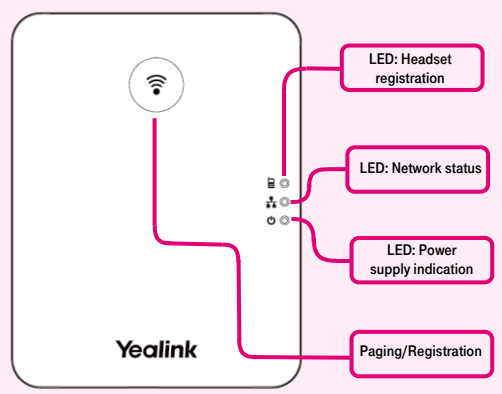 LED: Headset
registration
LED: Network status
LED: Power
supply indication
Yealink
Paging/Registration